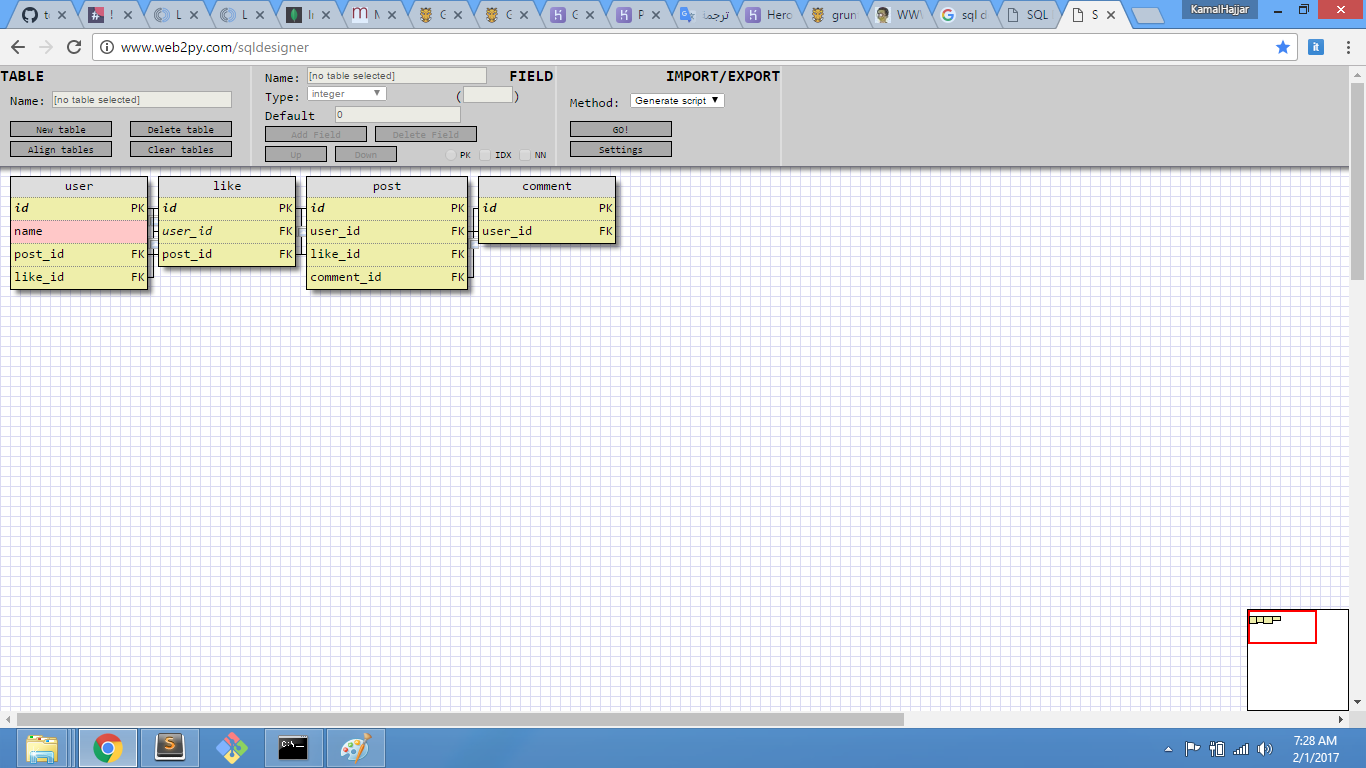 KamalHajjar
t
!
L
L
In
M
G
G
G
P
ترجما
Hero
grun
WW
sql d
SQL
S
www.web2py.com/sqldesigner
it
TABLE
Name: [no table selected]
New table Delete table
Align tables Clear tables
Name: [no table selected] FIELD
Type: integer ( )
Default 0
Add Field Delete Field
Up Down PK IDX NN
IMPORT/EXPORT
Method: Generate script
GO!
Settings
user
id PK
name
post_id FK
like_id FK
like
id PK
user_id FK
post_id FK
post
id PK
user_id FK
like_id FK
comment_id FK
comment
id PK
user_id FK
7:28 AM
2/1/2017